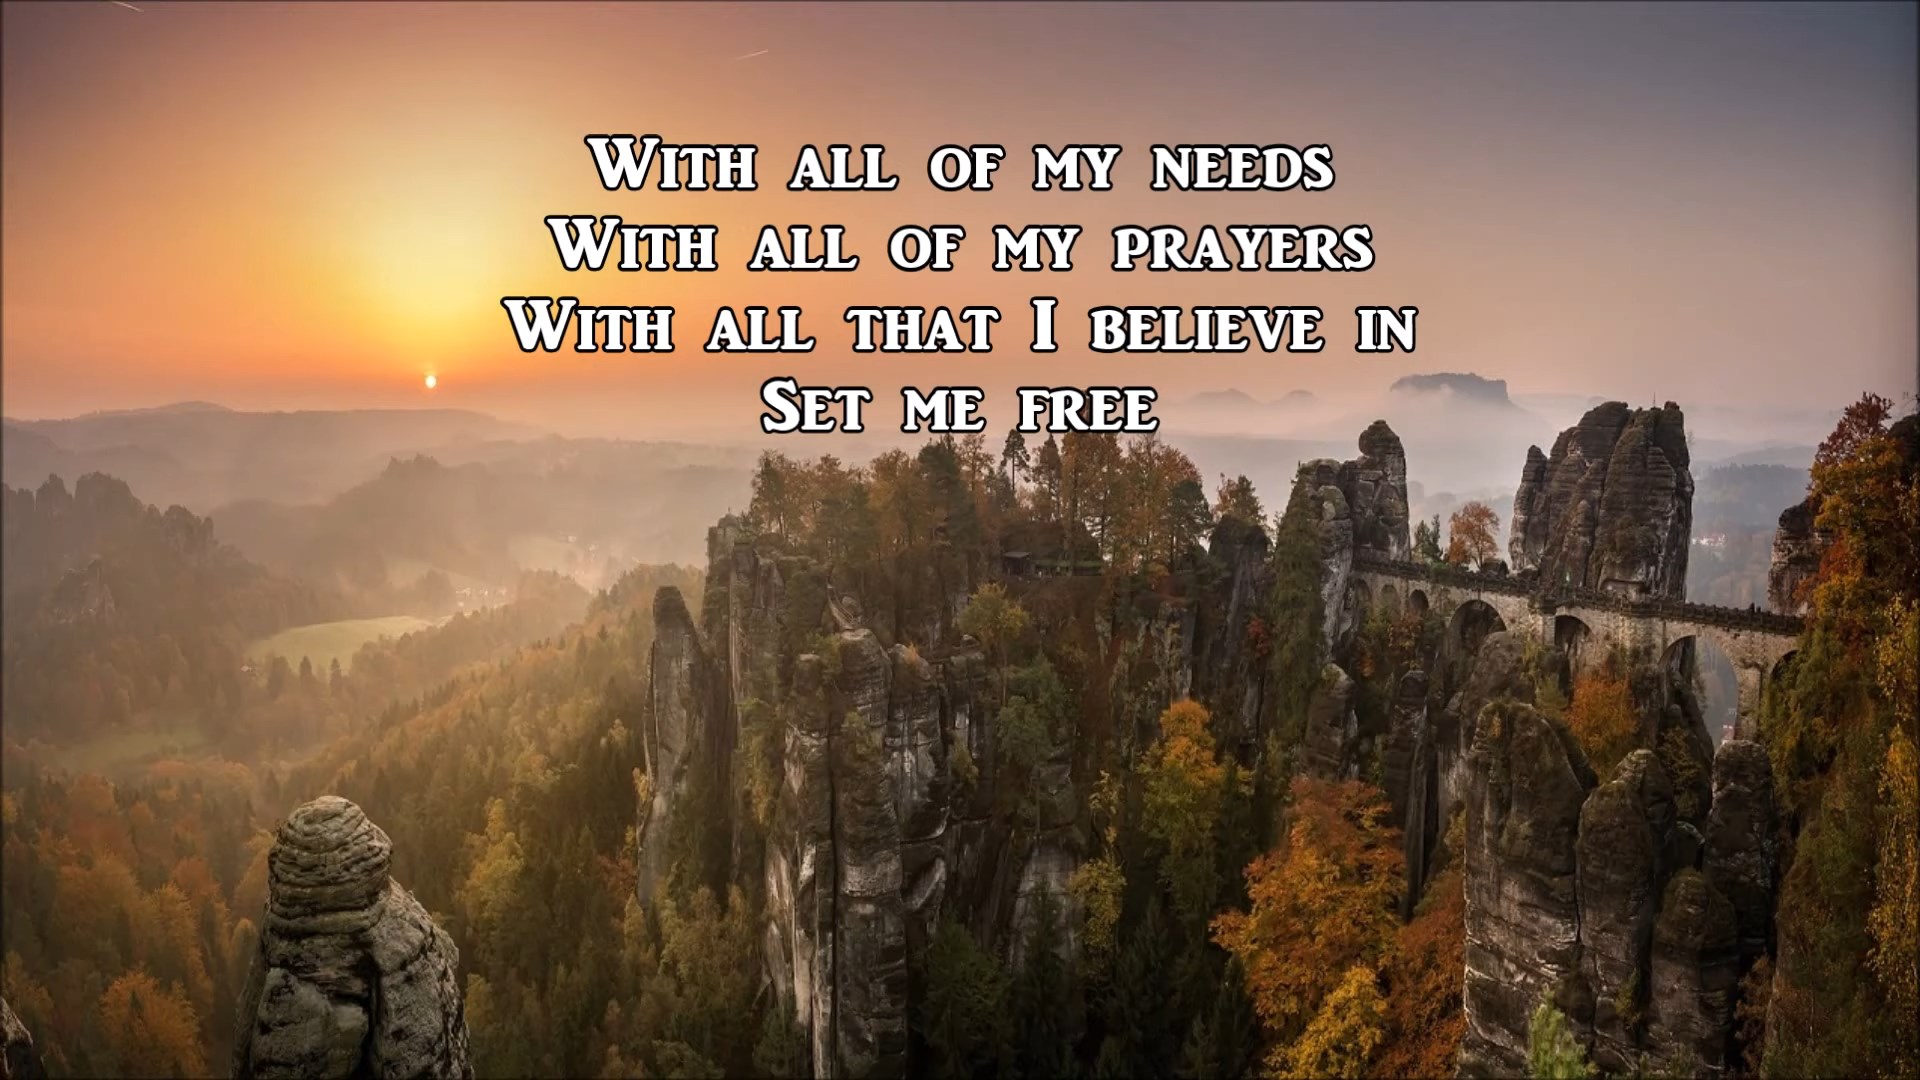 With all of my needs
With all of my prayers
With all that I believe in
Set me free